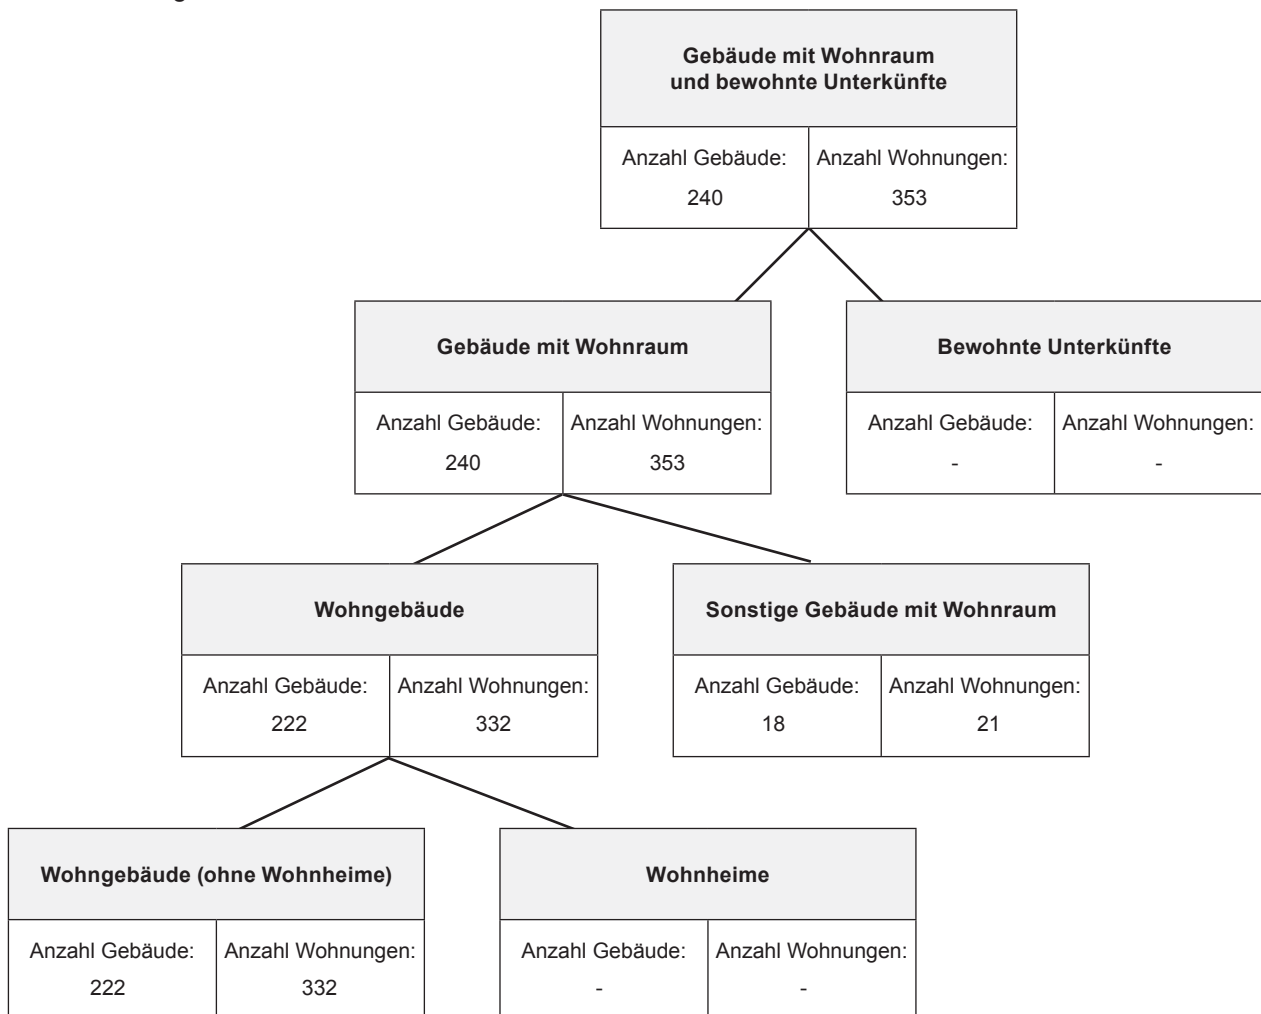 Gebäude mit Wohnraum
und bewohnte Unterkünfte
Anzahl Gebäude: Anzahl Wohnungen:
240 353
Gebäude mit Wohnraum
Bewohnte Unterkünfte
Anzahl Gebäude: Anzahl Wohnungen:
240 353
Anzahl Gebäude: Anzahl Wohnungen:
- -
Wohngebäude
Sonstige Gebäude mit Wohnraum
Anzahl Gebäude: Anzahl Wohnungen:
222 332
Anzahl Gebäude: Anzahl Wohnungen:
18 21
Wohngebäude (ohne Wohnheime)
Wohnheime
Anzahl Gebäude: Anzahl Wohnungen:
222 332
Anzahl Gebäude: Anzahl Wohnungen:
- -